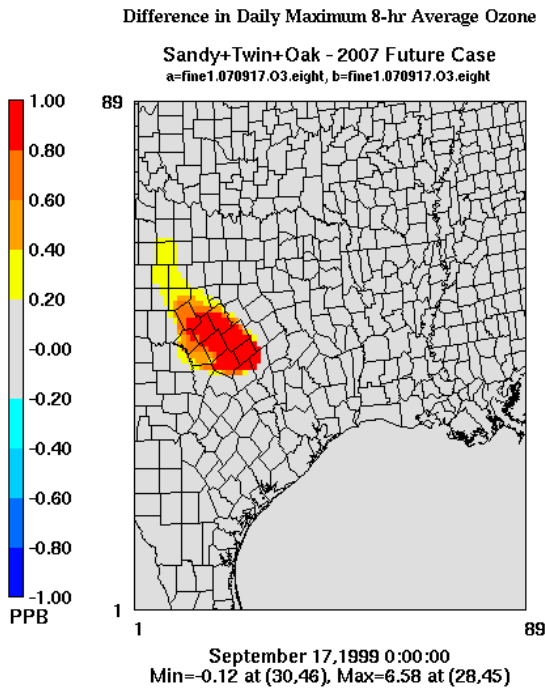 Difference in Daily Maximum 8-hr Average Ozone
Sandy+Twin+Oak - 2007 Future Case
a=fine1.070917.O3.eight, b=fine1.070917.O3.eight
1.00
0.80
0.60
0.40
0.20
-0.00
-0.20
-0.40
-0.60
-0.80
-1.00
PPB
89
1
1
89
September 17,1999 0:00:00
Min=-0.12 at (30,46), Max=6.58 at (28,45)